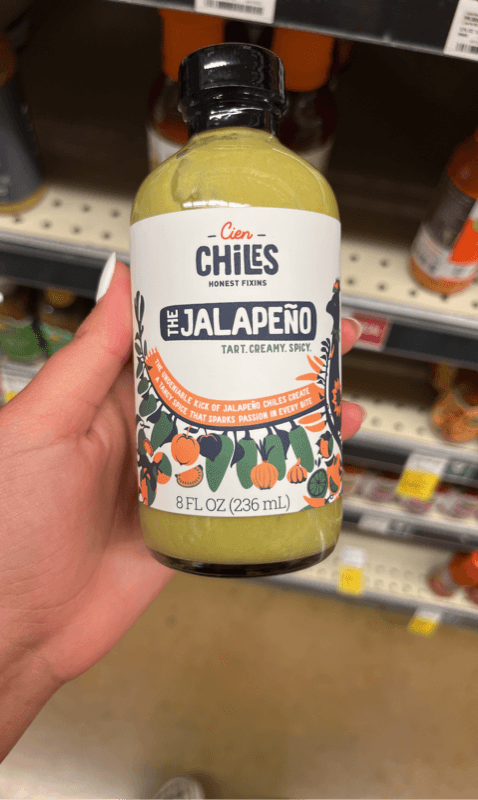 – Cien –
CHiLES
HONEST FIXINS
THE JALAPEÑO
TART. CREAMY. SPICY.
THE UNDENIABLE KICK OF JALAPEÑO CHILES CREATE
A TANGY SPICE THAT SPARKS PASSION IN EVERY BITE
8 FL OZ (236 mL)